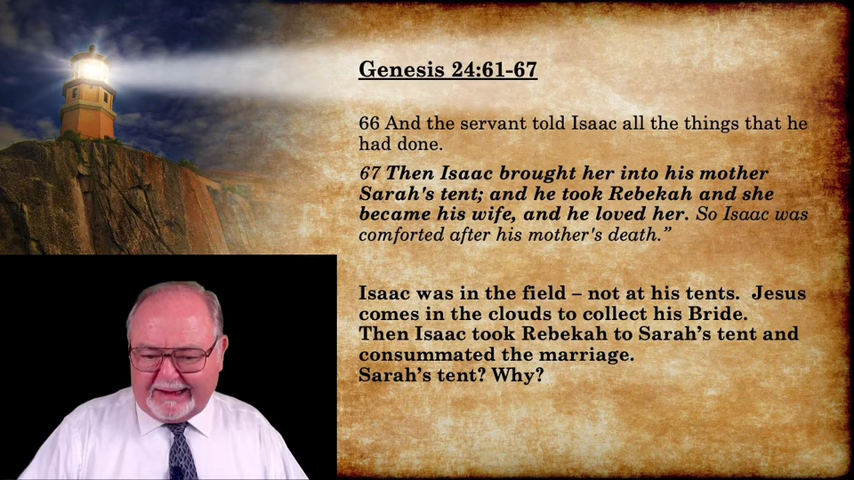 Genesis 24:61-67
66 And the servant told Isaac all the things that he
had done.
67 Then Isaac brought her into his mother
Sarah's tent; and he took Rebekah and she
became his wife, and he loved her. So Isaac was
comforted after his mother's death.”
Isaac was in the field – not at his tents.  Jesus
comes in the clouds to collect his Bride.
Then Isaac took Rebekah to Sarah’s tent and
consummated the marriage.
Sarah’s tent? Why?